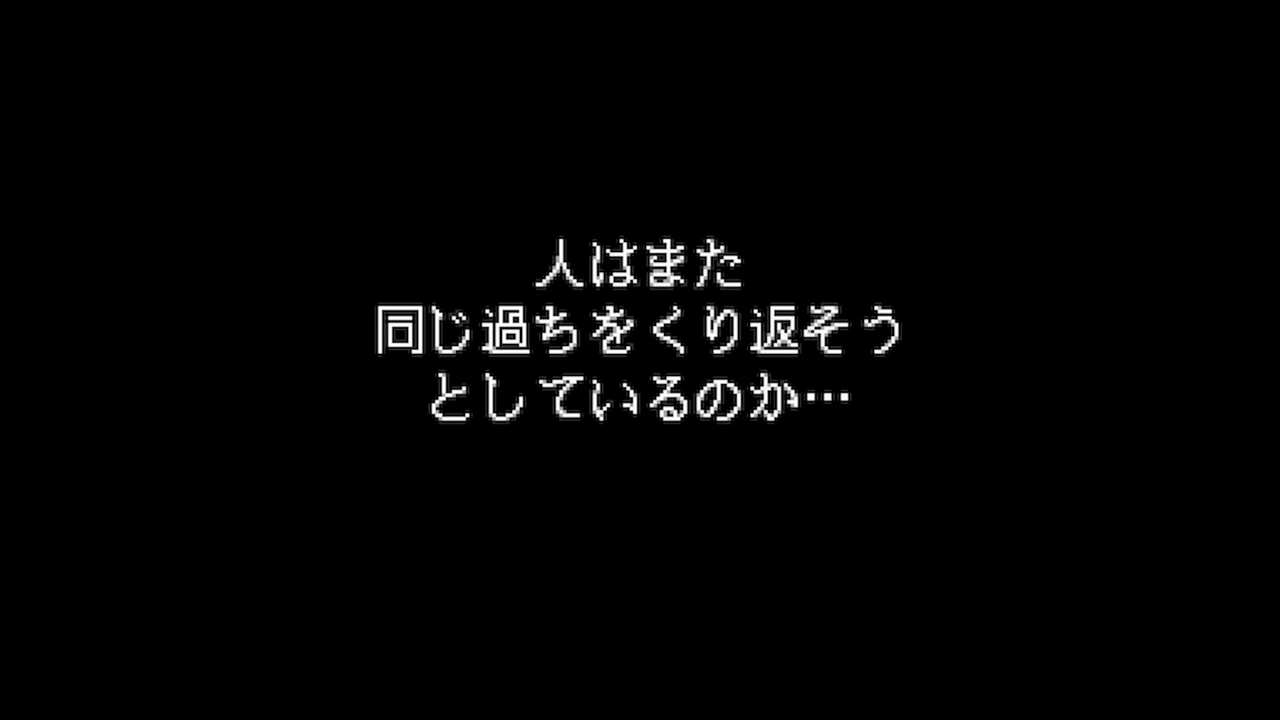 人はまた
同じ過ちをくり返そう
としているのか…